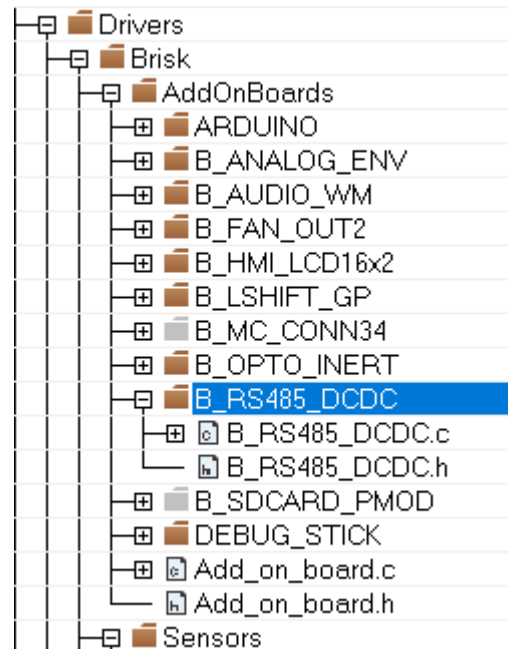 Drivers
Brisk
AddOnBoards
ARDUINO
B_ANALOG_ENV
B_AUDIO_WM
B_FAN_OUT2
B_HMI_LCD16x2
B_LSHIFT_GP
B_MC_CONN34
B_OPTO_INERT
B_RS485_DCDC
B_RS485_DCDC.c
B_RS485_DCDC.h
B_SDCARD_PMOD
DEBUG_STICK
Add_on_board.c
Add_on_board.h
Sensors